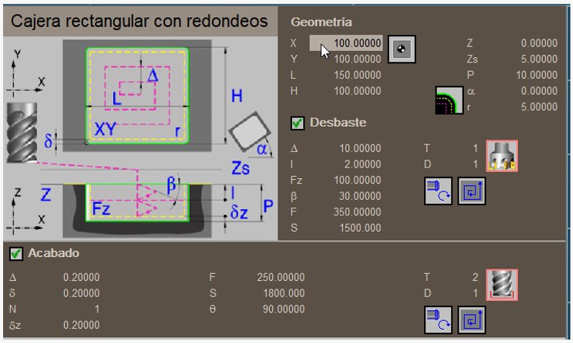 Cajera rectangular con redondeos
Geometría
X 100.00000 Z 0.00000
Y 100.00000 Zs 5.00000
L 150.00000 P 10.00000
H 100.00000 α 0.00000
r 5.00000
Desbaste
Δ 10.00000 T 1
I 2.00000 D 1
Fz 100.00000
β 30.00000
F 350.00000
S 1500.000
Y
X
Δ
L
H
XY
r
δ
α
Zs
Z
β
I
Fz
δz
P
Z
X
Acabado
Δ 0.20000 F 250.00000 T 2
δ 0.20000 S 1800.000 D 1
N 1 θ 90.00000
δz 0.20000